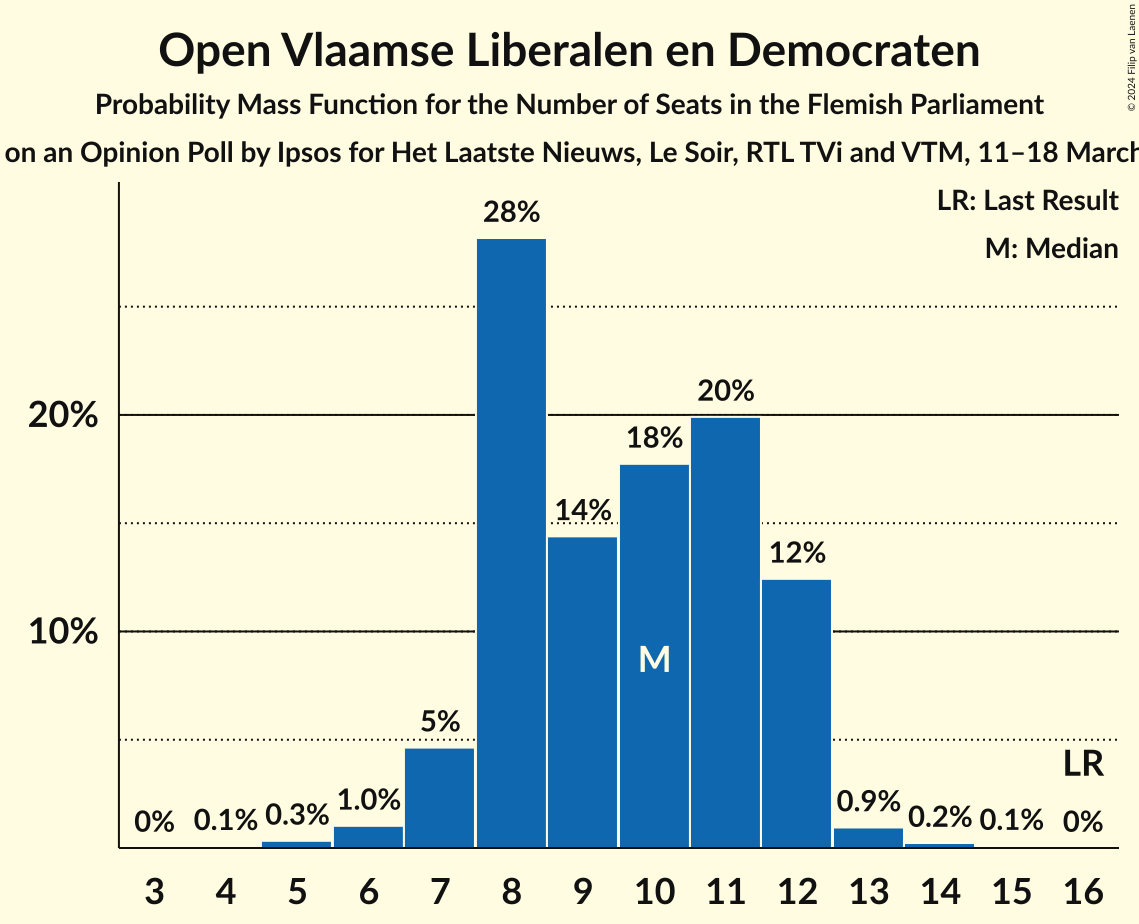 © 2024 Filip van Laenen
Open Vlaamse Liberalen en Democraten
Probability Mass Function for the Number of Seats in the Flemish Parliament
on an Opinion Poll by Ipsos for Het Laatste Nieuws, Le Soir, RTL TVi and VTM, 11–18 March
LR: Last Result
M: Median
28%
20%
20%
18%
14%
12%
10%
M
5%
LR
0% 0.1% 0.3% 1.0% 0.9% 0.2% 0.1% 0%
3 4 5 6 7 8 9 10 11 12 13 14 15 16